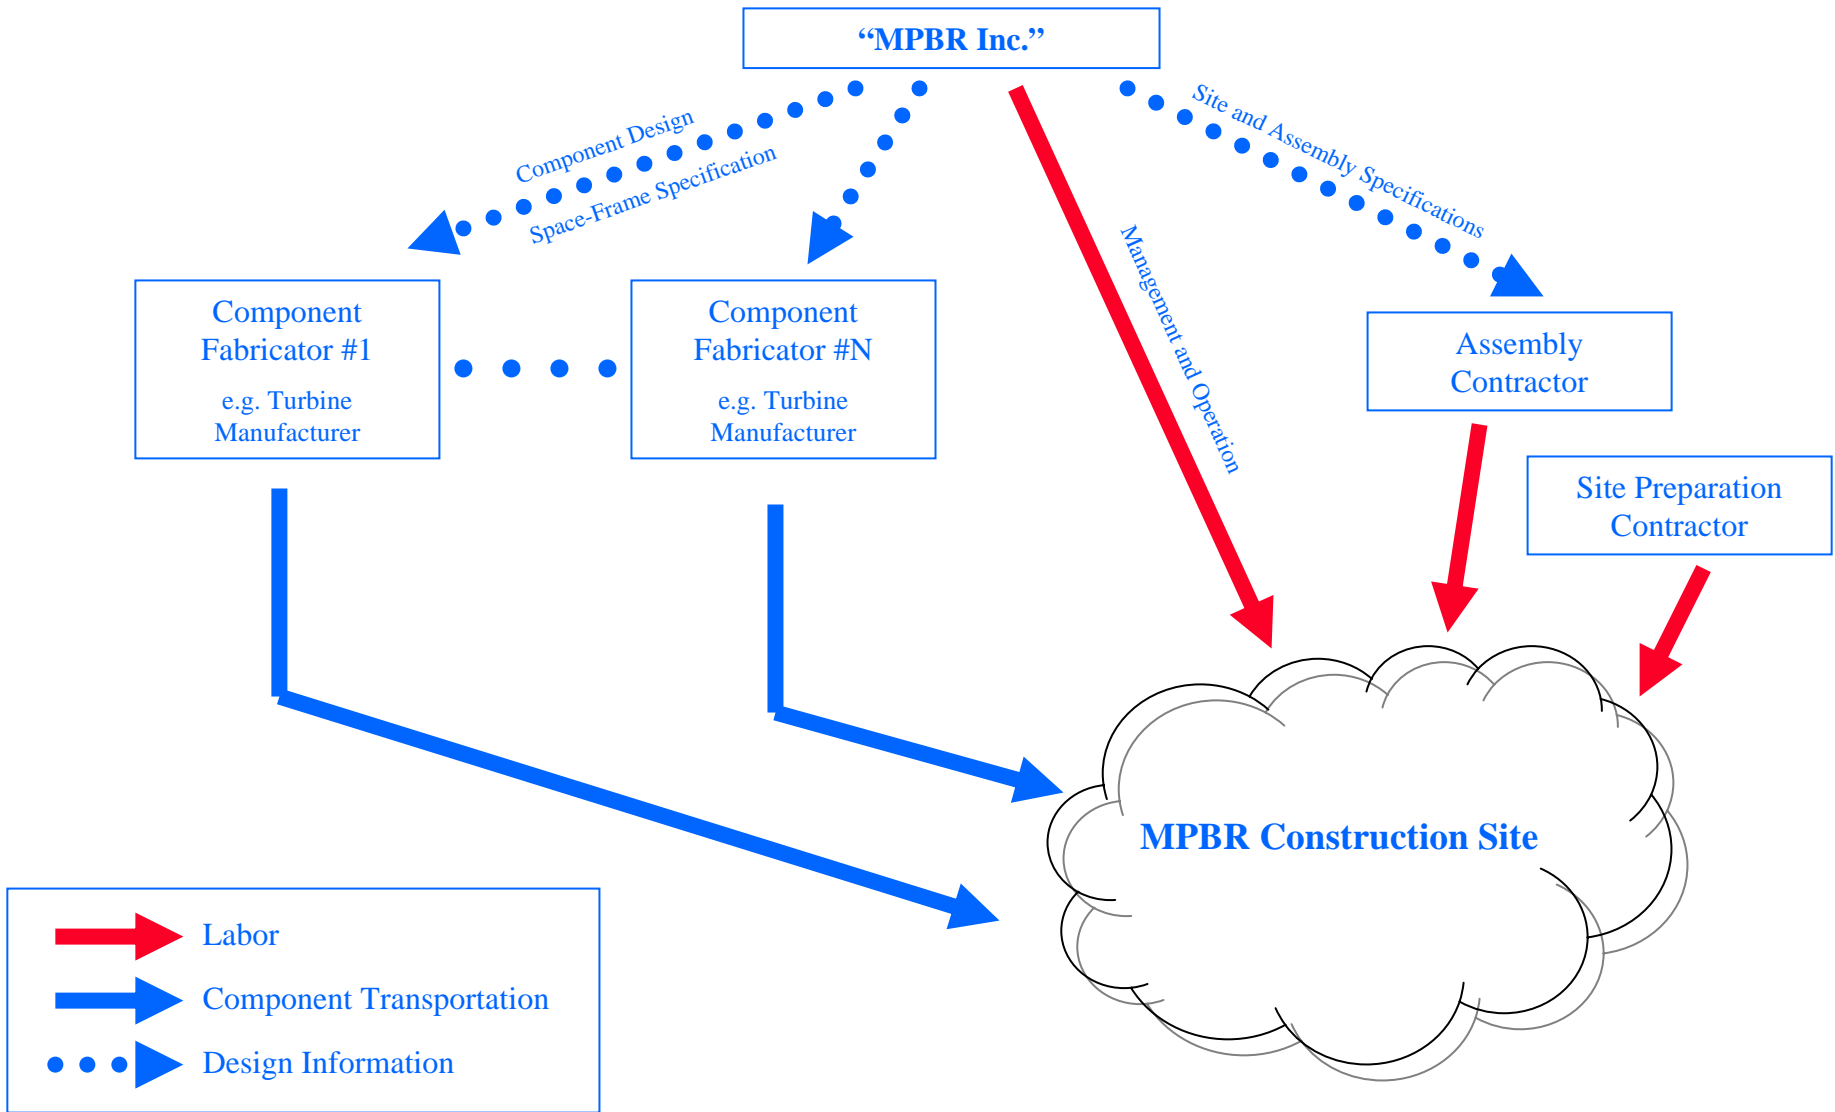 “MPBR Inc.”
Component Design
Space-Frame Specification
Site and Assembly Specifications
Management and Operation
Component
Fabricator #1
e.g. Turbine
Manufacturer
Component
Fabricator #N
e.g. Turbine
Manufacturer
Assembly
Contractor
Site Preparation
Contractor
MPBR Construction Site
Labor
Component Transportation
Design Information